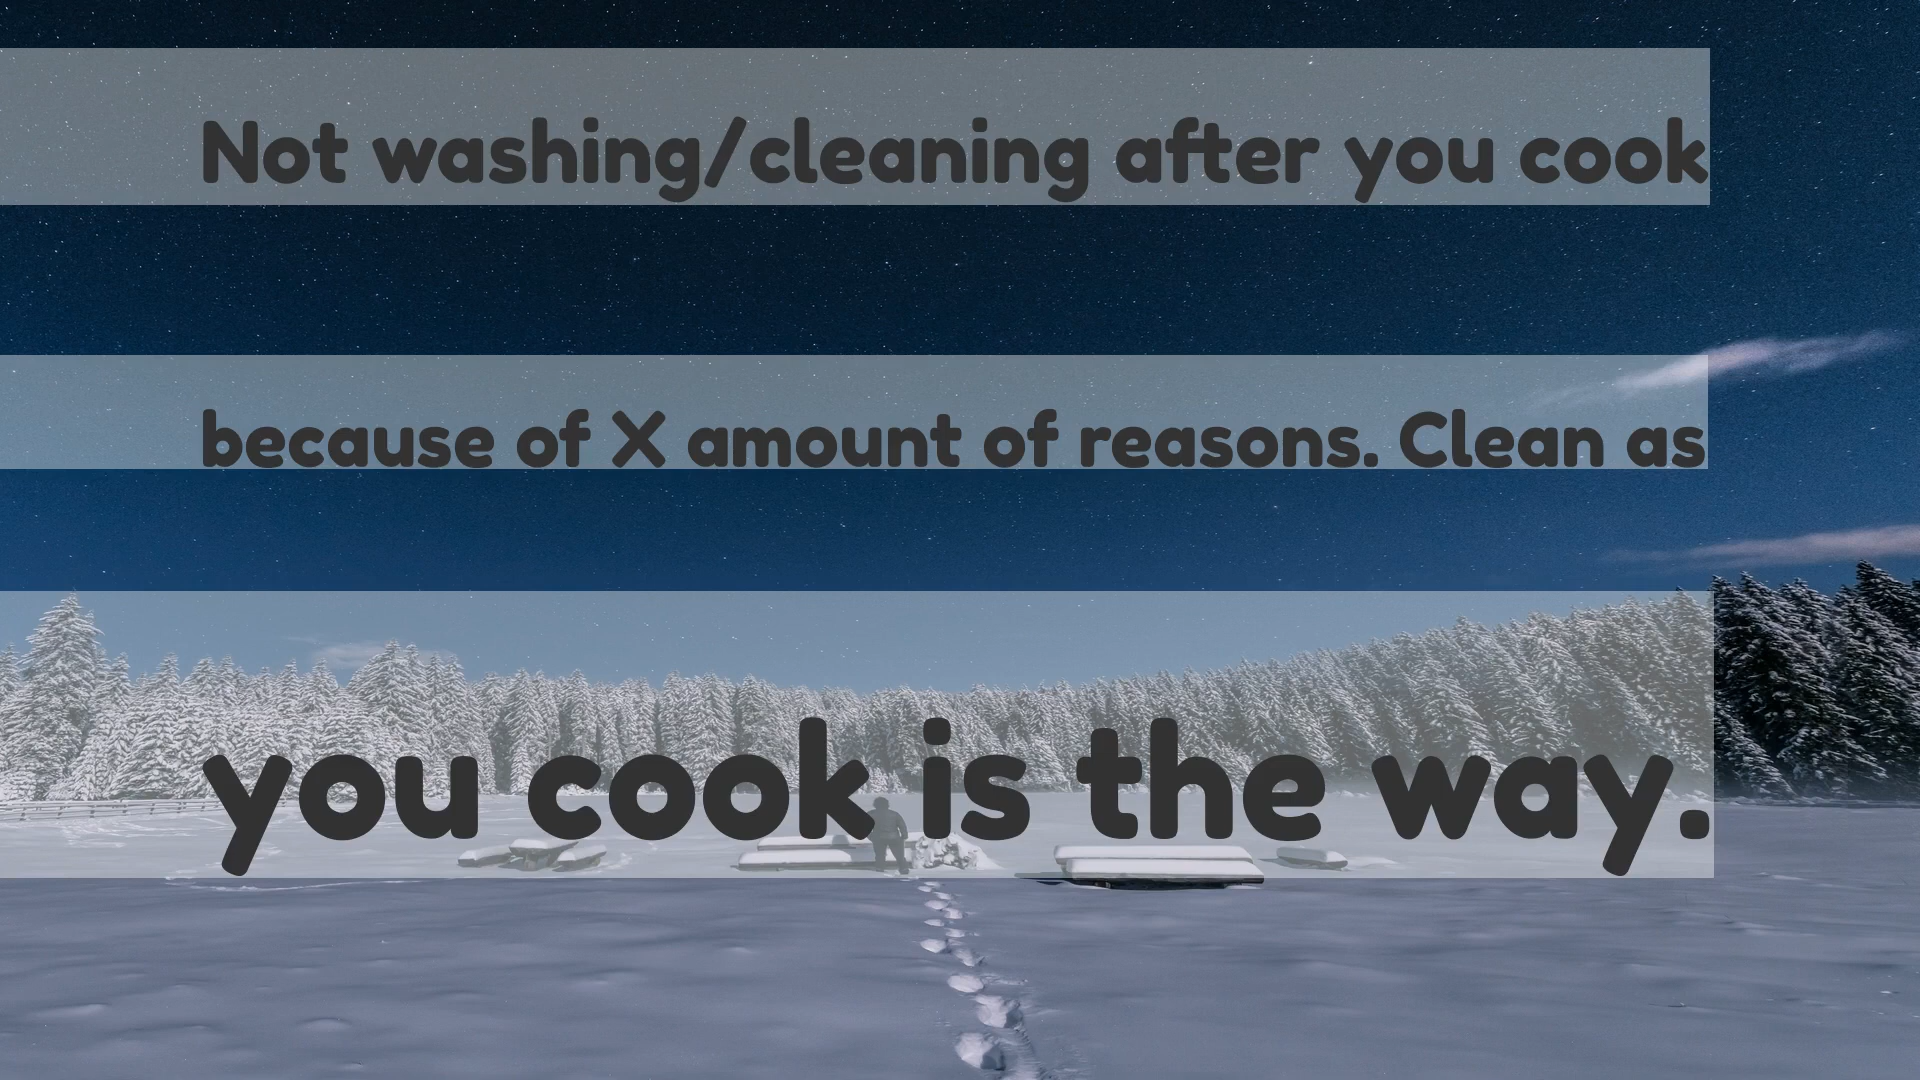 Not washing/cleaning after you cook
because of X amount of reasons. Clean as
you cook is the way.